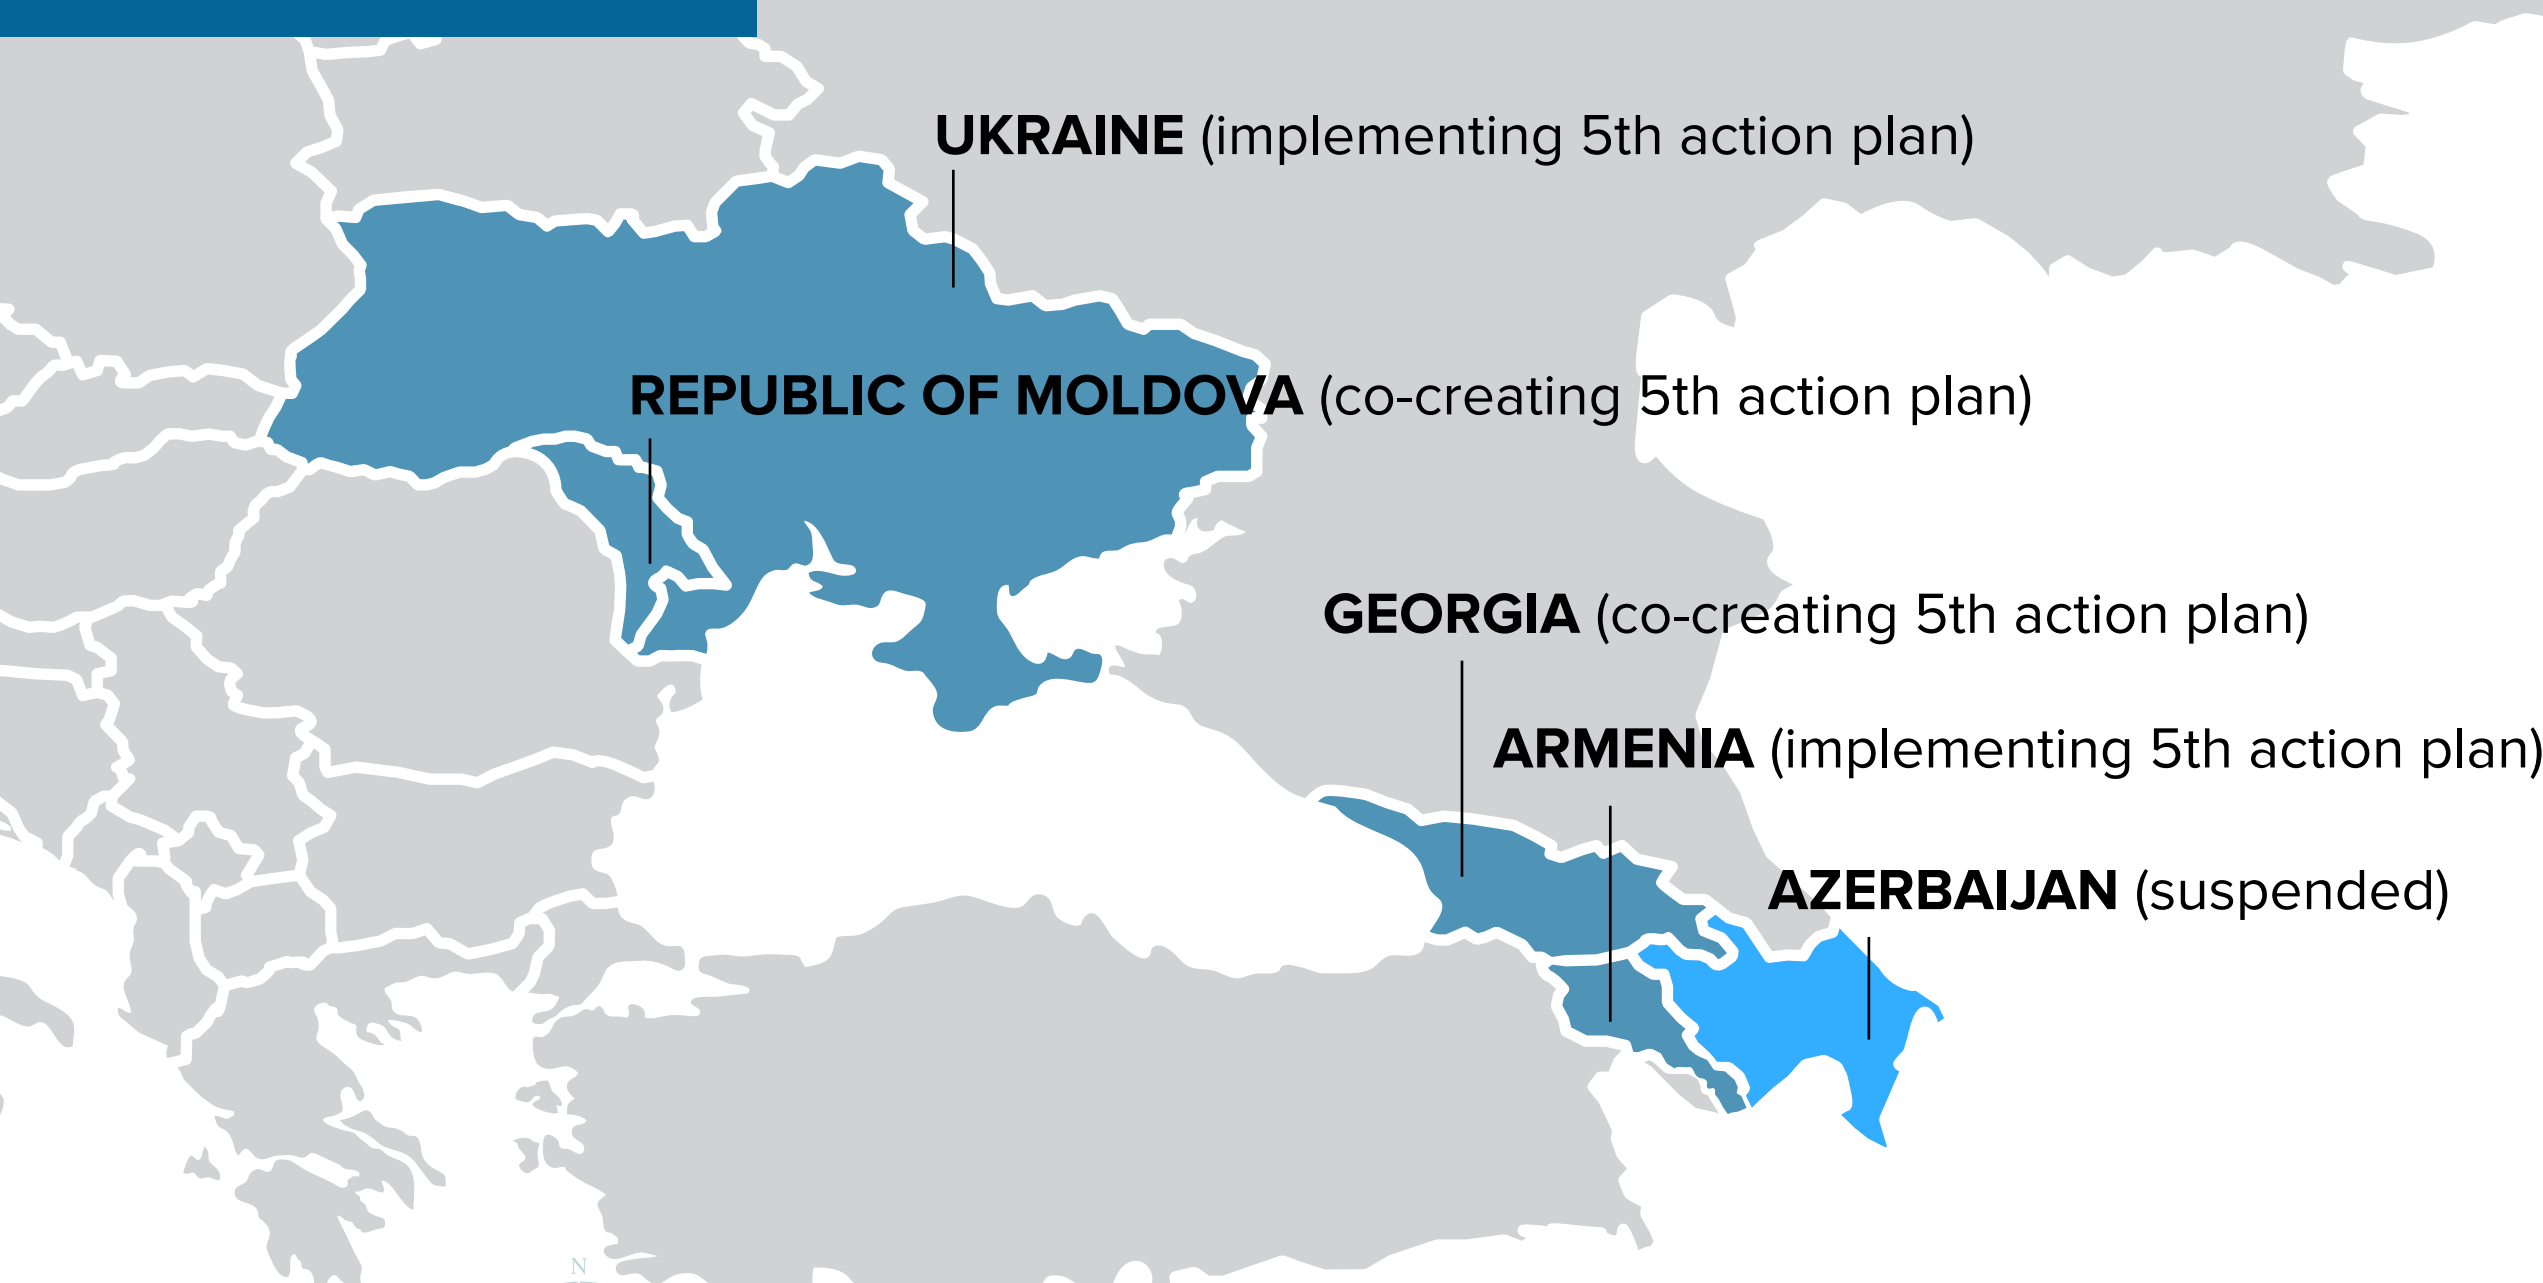 UKRAINE (implementing 5th action plan)
REPUBLIC OF MOLDOVA (co-creating 5th action plan)
GEORGIA (co-creating 5th action plan)
ARMENIA (implementing 5th action plan)
AZERBAIJAN (suspended)
N